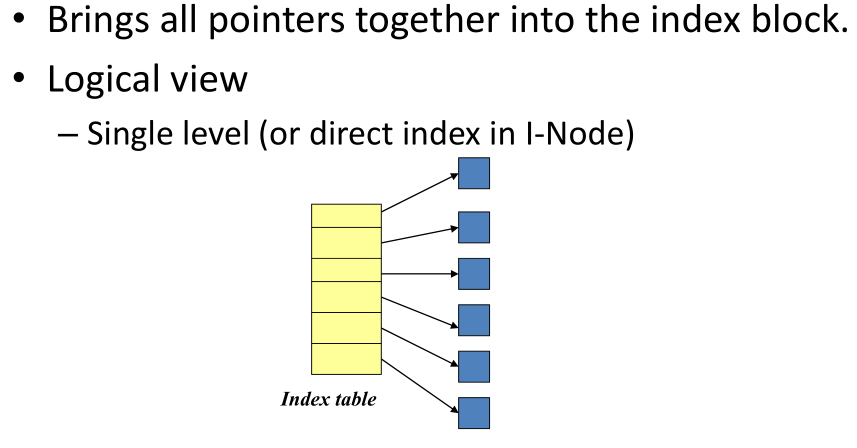 • Brings all pointers together into the index block.
• Logical view
– Single level (or direct index in I-Node)
Index table